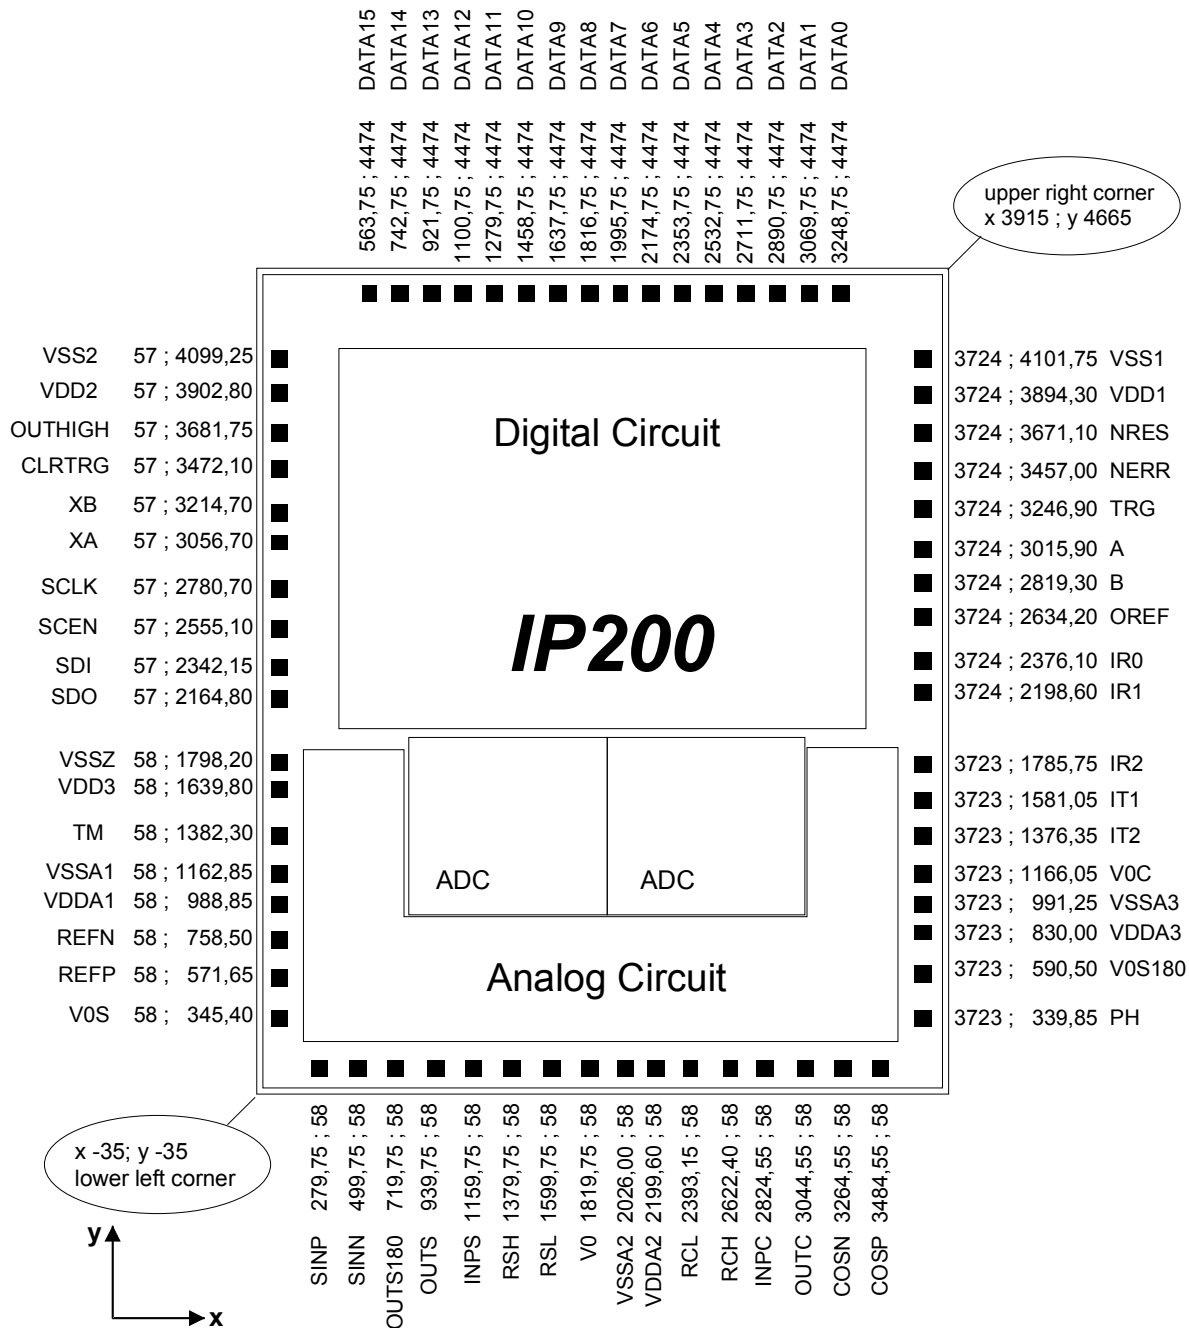 DATA15 563,75 ; 4474
DATA14 742,75 ; 4474
DATA13 921,75 ; 4474
DATA12 1100,75 ; 4474
DATA11 1279,75 ; 4474
DATA10 1458,75 ; 4474
DATA9 1637,75 ; 4474
DATA8 1816,75 ; 4474
DATA7 1995,75 ; 4474
DATA6 2174,75 ; 4474
DATA5 2353,75 ; 4474
DATA4 2532,75 ; 4474
DATA3 2711,75 ; 4474
DATA2 2890,75 ; 4474
DATA1 3069,75 ; 4474
DATA0 3248,75 ; 4474
upper right corner
x 3915 ; y 4665
VSS2 57 ; 4099,25
VDD2 57 ; 3902,80
OUTHIGH 57 ; 3681,75
CLRTRG 57 ; 3472,10
XB 57 ; 3214,70
XA 57 ; 3056,70
SCLK 57 ; 2780,70
SCEN 57 ; 2555,10
SDI 57 ; 2342,15
SDO 57 ; 2164,80
VSSZ 58 ; 1798,20
VDD3 58 ; 1639,80
TM 58 ; 1382,30
VSSA1 58 ; 1162,85
VDDA1 58 ; 988,85
REFN 58 ; 758,50
REFP 58 ; 571,65
V0S 58 ; 345,40
Digital Circuit
IP200
ADC
ADC
Analog Circuit
3724 ; 4101,75 VSS1
3724 ; 3894,30 VDD1
3724 ; 3671,10 NRES
3724 ; 3457,00 NERR
3724 ; 3246,90 TRG
3724 ; 3015,90 A
3724 ; 2819,30 B
3724 ; 2634,20 OREF
3724 ; 2376,10 IR0
3724 ; 2198,60 IR1
3723 ; 1785,75 IR2
3723 ; 1581,05 IT1
3723 ; 1376,35 IT2
3723 ; 1166,05 V0C
3723 ; 991,25 VSSA3
3723 ; 830,00 VDDA3
3723 ; 590,50 V0S180
3723 ; 339,85 PH
x -35; y -35
lower left corner
SINP 279,75 ; 58
SINN 499,75 ; 58
OUTS180 719,75 ; 58
OUTS 939,75 ; 58
INPS 1159,75 ; 58
RSH 1379,75 ; 58
RSL 1599,75 ; 58
V0 1819,75 ; 58
VSSA2 2026,00 ; 58
VDDA2 2199,60 ; 58
RCL 2393,15 ; 58
RCH 2622,40 ; 58
INPC 2824,55 ; 58
OUTC 3044,55 ; 58
COSN 3264,55 ; 58
COSP 3484,55 ; 58
y
x